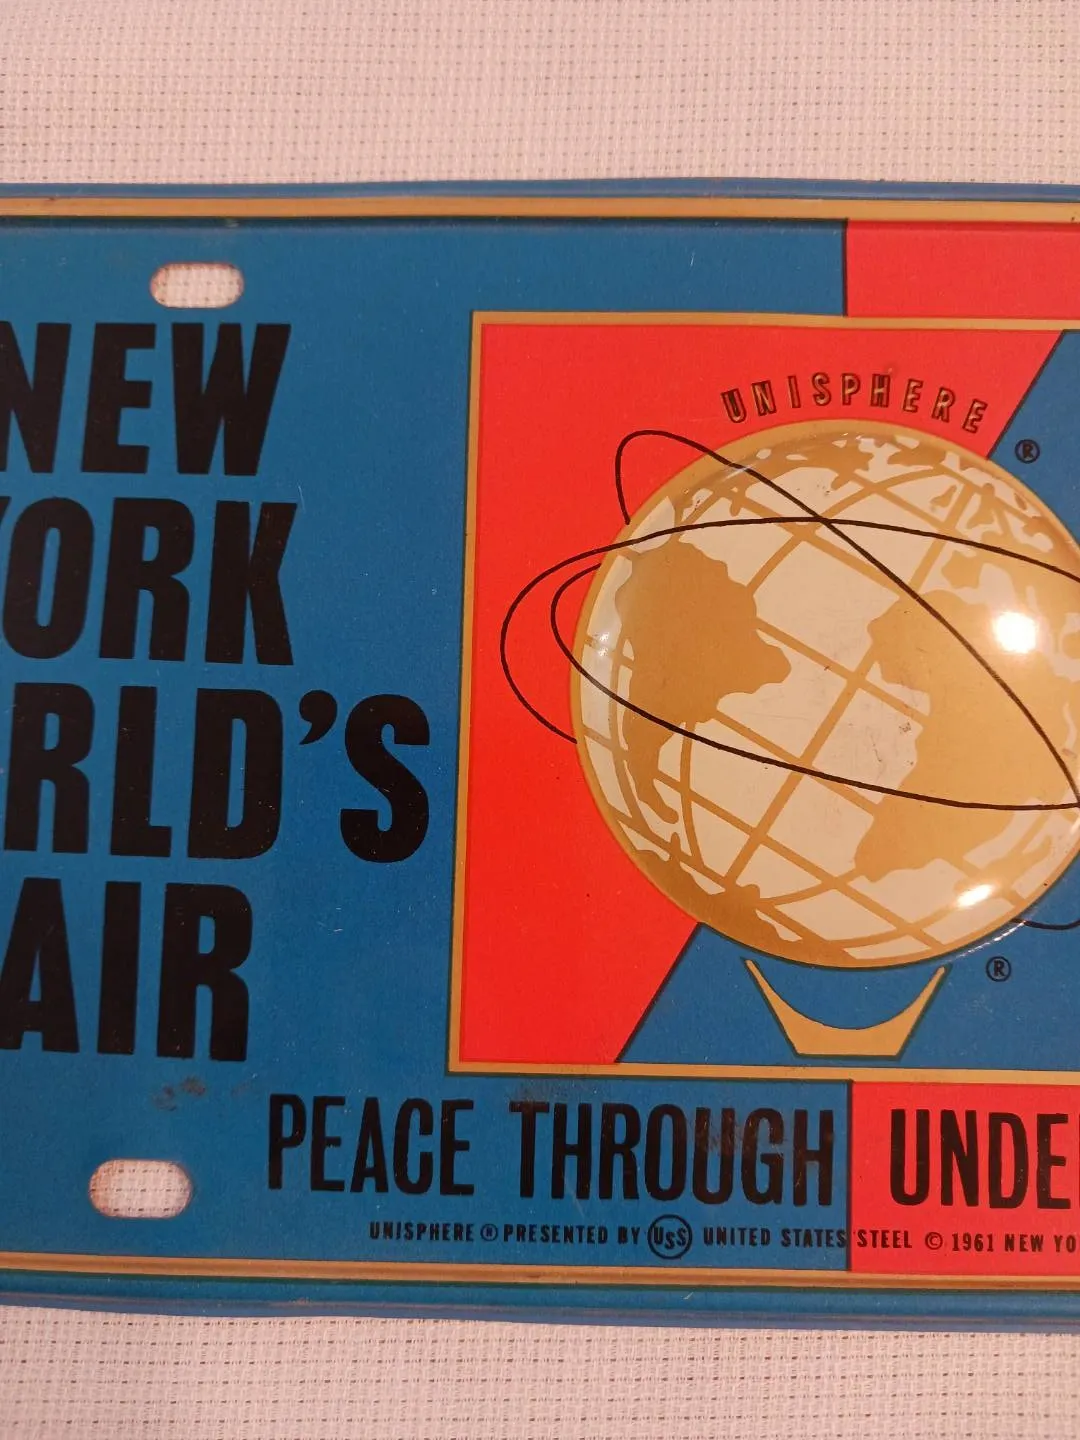 NEW
ORK
RLD'S
AIR
UNISPHERE
®
®
PEACE THROUGH UNDE
UNISPHERE ® PRESENTED BY USS UNITED STATES STEEL © 1961 NEW YO